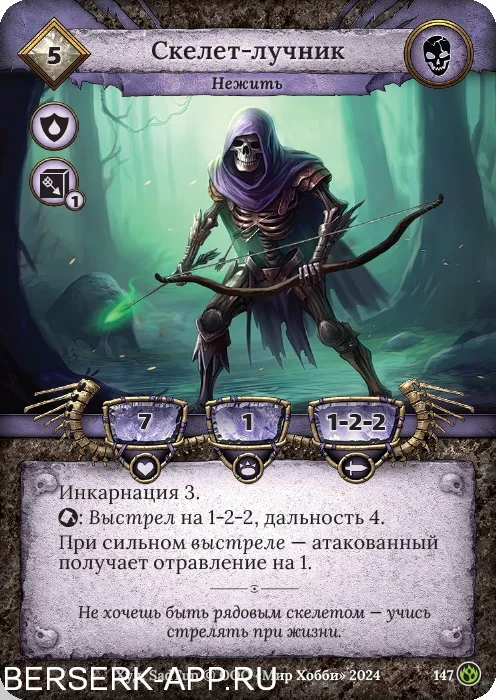 5
Скелет-лучник
Нежить
1
7
1
1-2-2
Инкарнация 3.
: Выстрел на 1-2-2, дальность 4.
При сильном выстреле — атакованный
получает отравление на 1.
Не хочешь быть рядовым скелетом — учись
стрелять при жизни.
«Мир Хобби» 2024
147
BERSERK-APP.RU